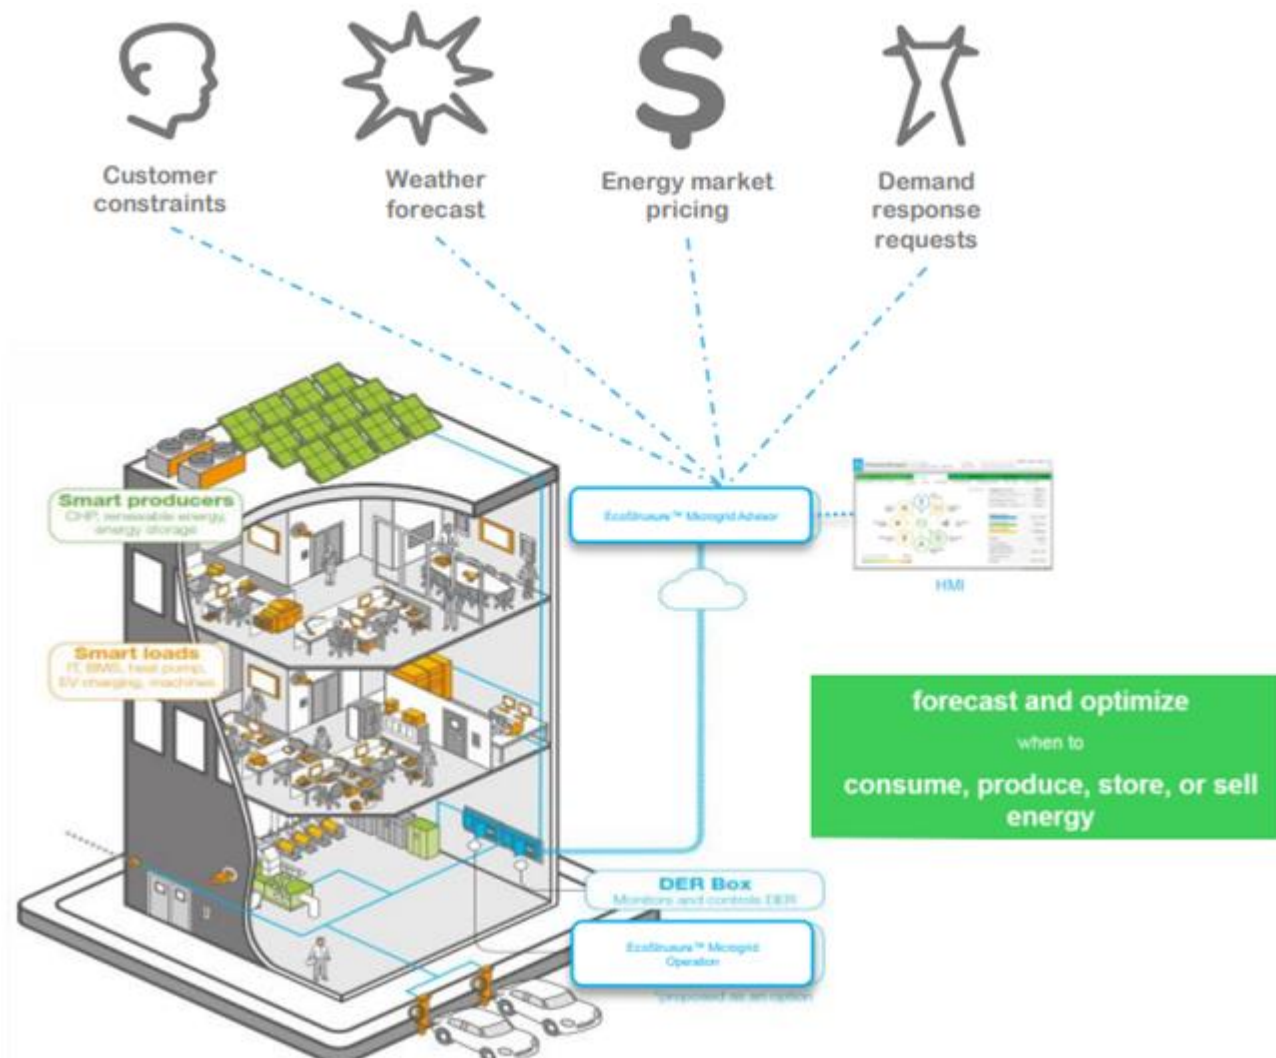 Customer
constraints
Weather
forecast
Energy market
pricing
Demand
response
requests
Smart producers
CHP, renewable energy,
energy storage
EcoStruxure™ Microgrid Advisor
HMI
Smart loads
IT, BMS, heat pump,
EV charging, machines
forecast and optimize
when to
consume, produce, store, or sell
energy
DER Box
Monitors and controls DER
EcoStruxure™ Microgrid
Operation
*proposed as an option